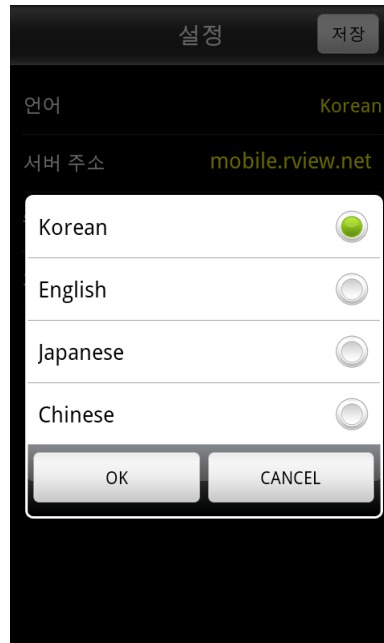 설정
저장
언어
Korean
서버 주소
mobile.rview.net
Korean
English
Japanese
Chinese
OK
CANCEL